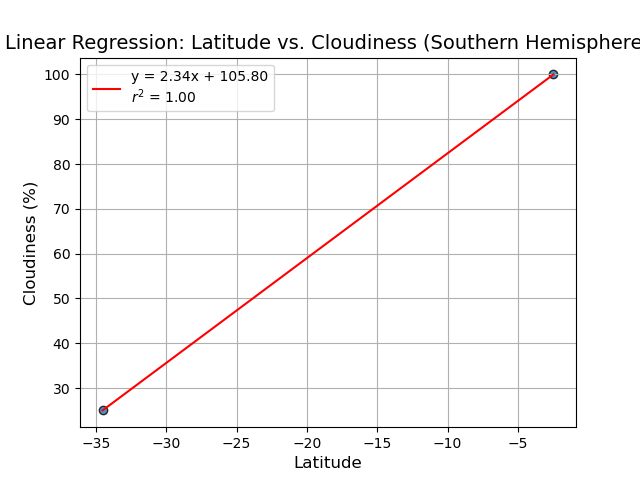 Linear Regression: Latitude vs. Cloudiness (Southern Hemisphere
y = 2.34x + 105.80
r² = 1.00
100
90
80
70
60
50
40
30
Cloudiness (%)
−35 −30 −25 −20 −15 −10 −5
Latitude